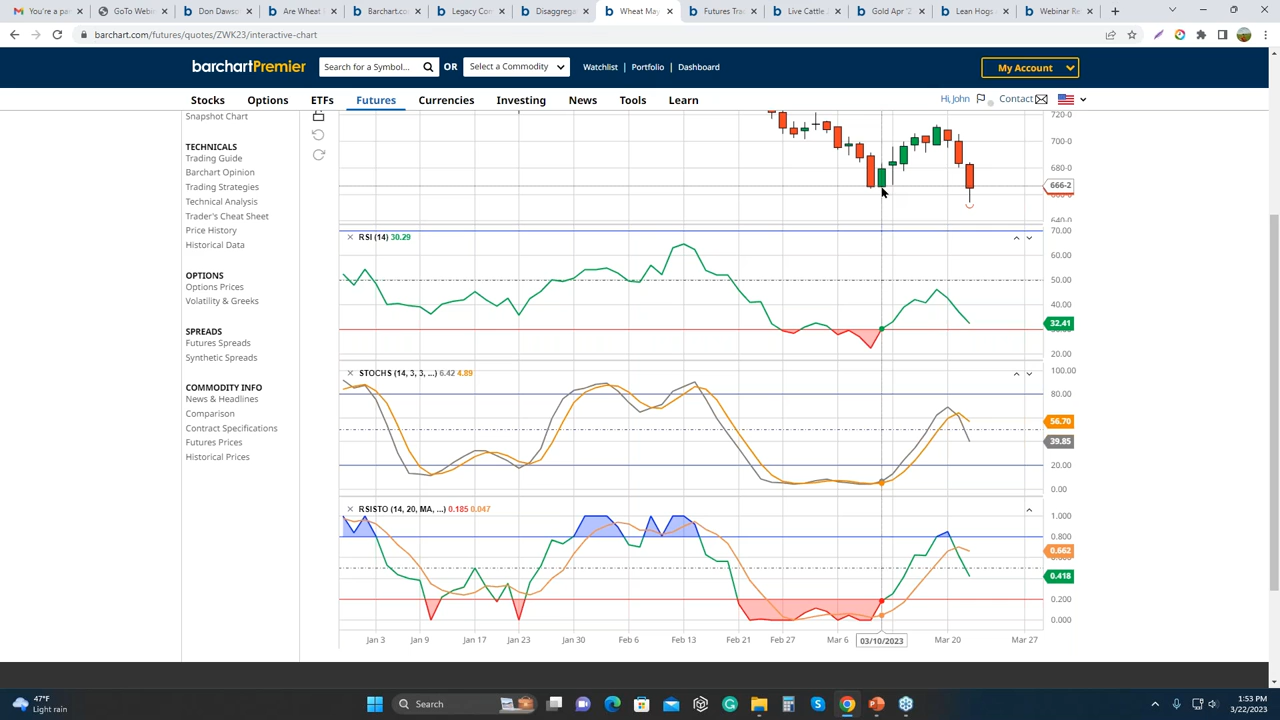 You're a pa
GoTo Webi
Don Dawso
Are Wheat
Barchart.co
Legacy Con
Disaggrega
Wheat May
Futures Tra
Live Cattle
Gold Apr '2
Lean Hogs
Webinar Re
barchart.com/futures/quotes/ZWK23/interactive-chart
barchartPremier Search for a Symbol... OR Select a Commodity Watchlist Portfolio Dashboard My Account
Stocks Options ETFs Futures Currencies Investing News Tools Learn Hi, John Contact
Snapshot Chart
TECHNICALS
Trading Guide
Barchart Opinion
Trading Strategies
Technical Analysis
Trader's Cheat Sheet
Price History
Historical Data
OPTIONS
Options Prices
Volatility & Greeks
SPREADS
Futures Spreads
Synthetic Spreads
COMMODITY INFO
News & Headlines
Comparison
Contract Specifications
Futures Prices
Historical Prices
720-0
700-0
680-0
666-2
640-0
RSI (14) 30.29
70.00
60.00
50.00
40.00
32.41
20.00
STOCHS (14, 3, 3, ...) 6.42 4.89
100.00
80.00
56.70
39.85
20.00
0.00
RSISTO (14, 20, MA, ...) 0.185 0.047
1.000
0.800
0.662
0.418
0.200
0.000
Jan 3 Jan 9 Jan 17 Jan 23 Jan 30 Feb 6 Feb 13 Feb 21 Feb 27 Mar 6 03/10/2023 Mar 20 Mar 27
47°F
Light rain
Search
1:53 PM
3/22/2023